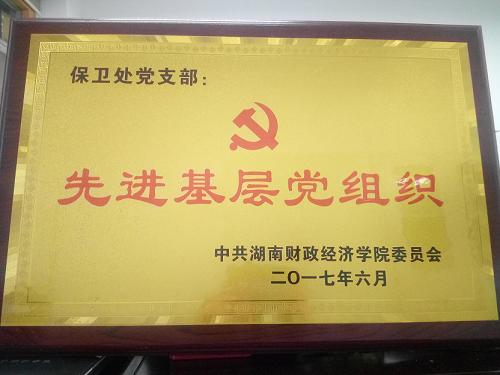 保卫处党支部：
先进基层党组织
中共湖南财政经济学院委员会
二〇一七年六月